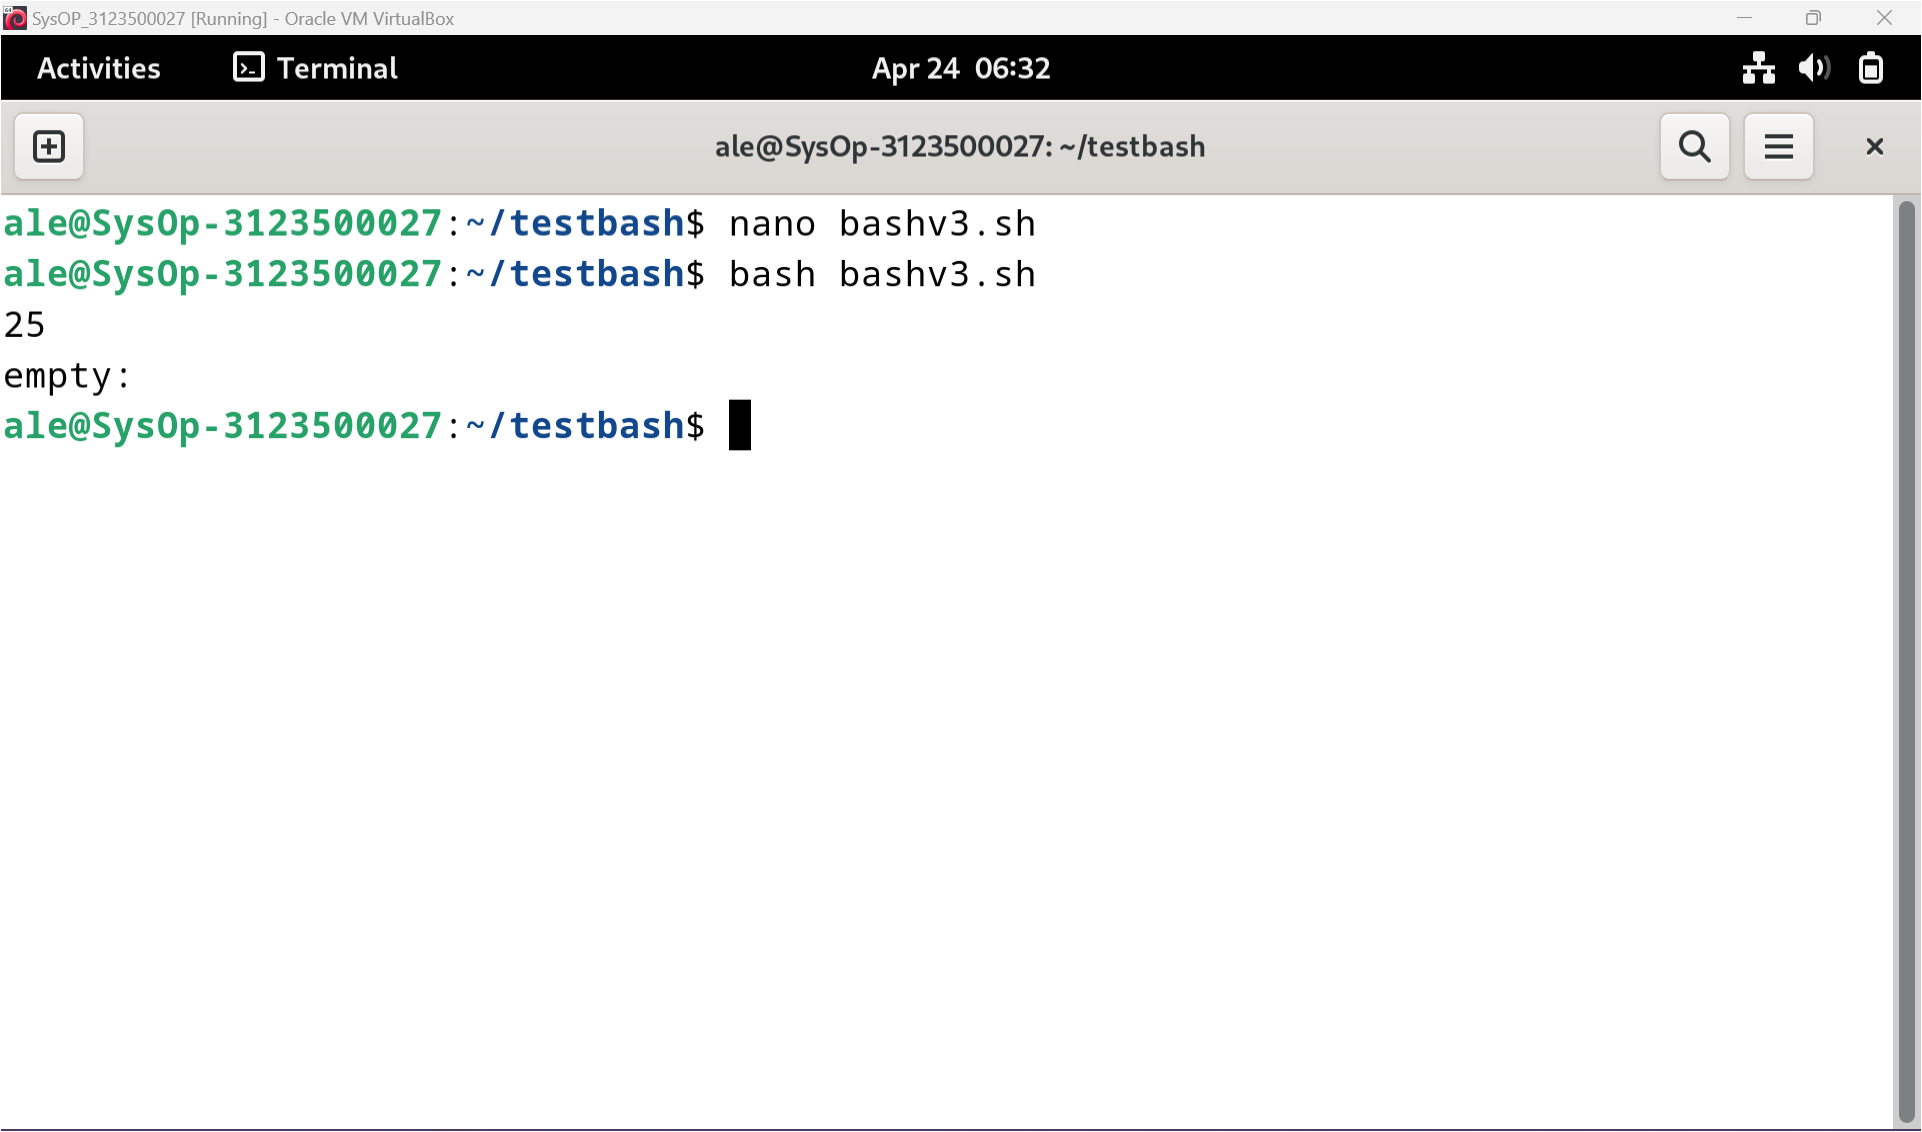 SysOP_3123500027 [Running] - Oracle VM VirtualBox
Activities Terminal Apr 24 06:32
ale@SysOp-3123500027: ~/testbash
ale@SysOp-3123500027:~/testbash$ nano bashv3.sh
ale@SysOp-3123500027:~/testbash$ bash bashv3.sh
25
empty:
ale@SysOp-3123500027:~/testbash$